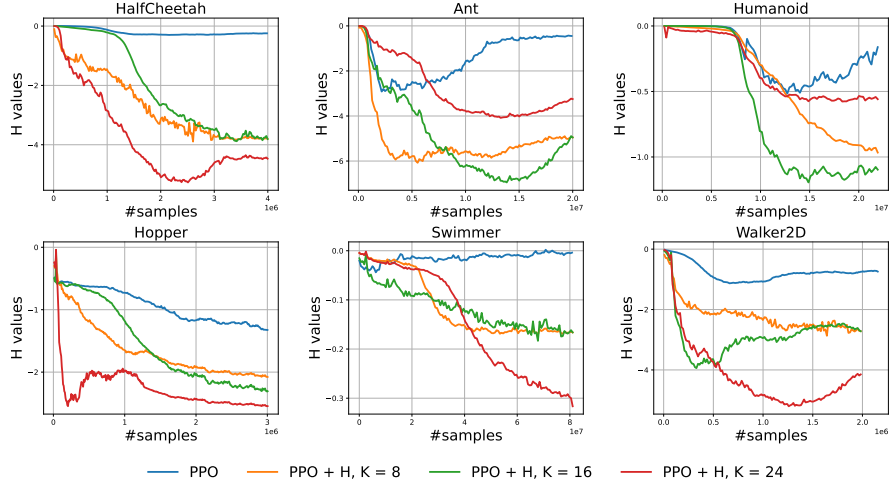 HalfCheetah
Ant
Humanoid
0
−2
−4
H values
0 1 2 3 4
1e6
#samples
0
−2
−4
−6
H values
0.0 0.5 1.0 1.5 2.0
1e7
#samples
0.0
−0.5
−1.0
H values
0.0 0.5 1.0 1.5 2.0
1e7
#samples
Hopper
Swimmer
Walker2D
0
−1
−2
H values
0 1 2 3
1e6
#samples
0.0
−0.1
−0.2
−0.3
H values
0 2 4 6 8
1e7
#samples
0
−2
−4
H values
0.0 0.5 1.0 1.5 2.0
1e6
#samples
PPO PPO + H, K = 8 PPO + H, K = 16 PPO + H, K = 24